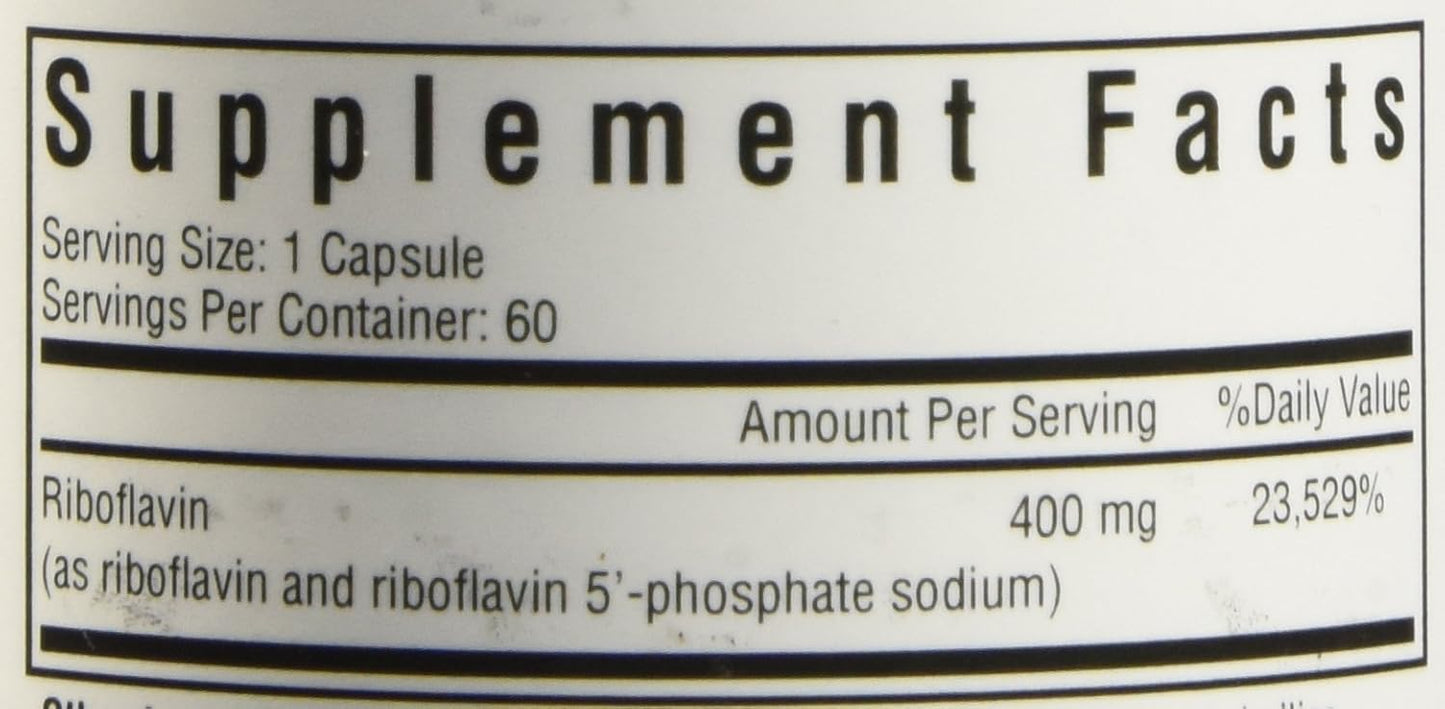 Supplement Facts
Serving Size: 1 Capsule
Servings Per Container: 60
Amount Per Serving %Daily Value
Riboflavin 400 mg 23,529%
(as riboflavin and riboflavin 5'-phosphate sodium)